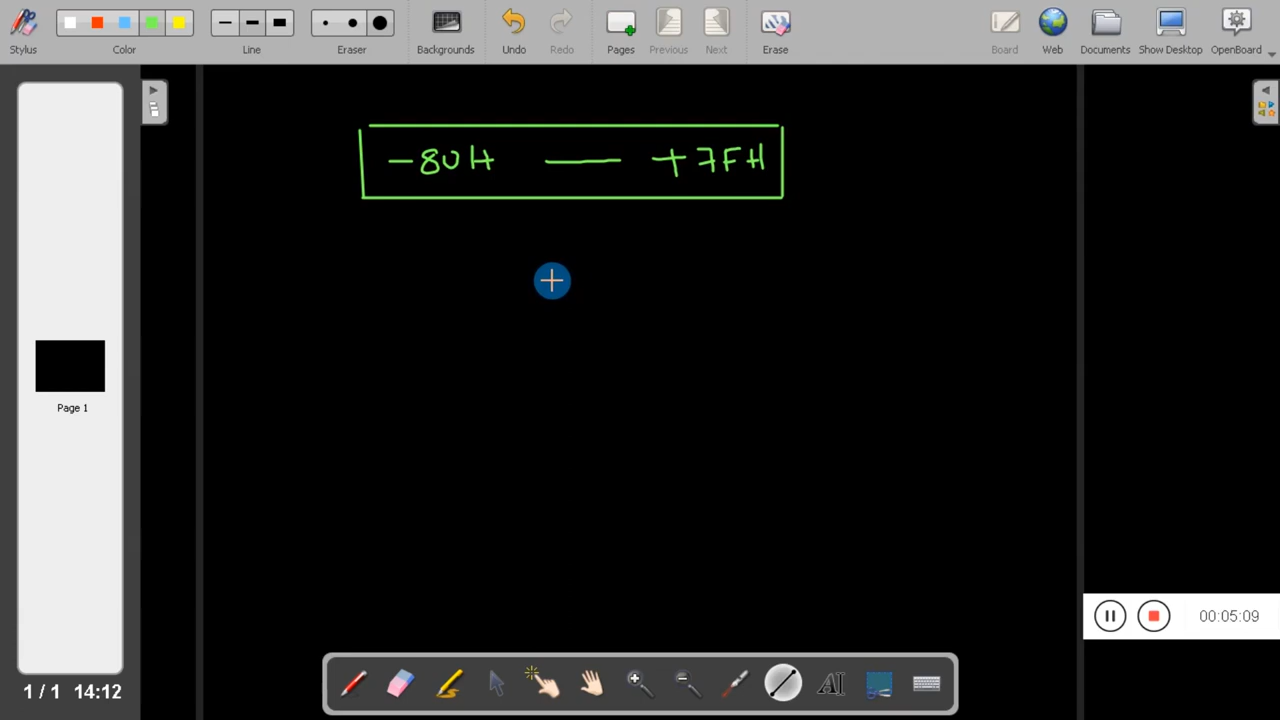 Stylus
Color
Line
Eraser
Backgrounds
Undo
Redo
Pages
Previous
Next
Erase
Board
Web
Documents
Show Desktop
OpenBoard
-80H — +7FH
Page 1
00:05:09
1 / 1 14:12
AI